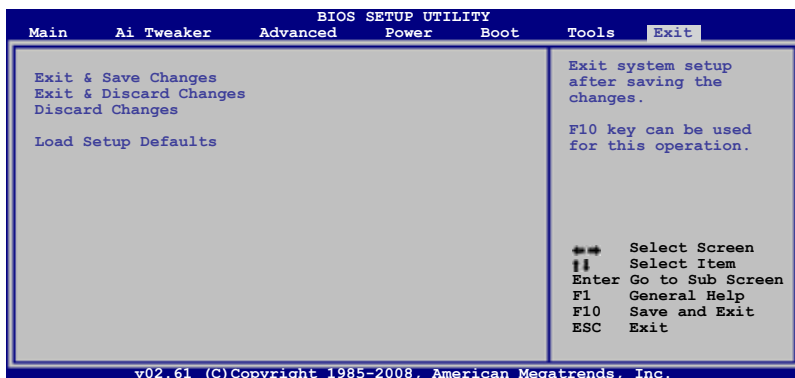 BIOS SETUP UTILITY
Main Ai Tweaker Advanced Power Boot Tools Exit
Exit & Save Changes
Exit & Discard Changes
Discard Changes
Load Setup Defaults
Exit system setup
after saving the
changes.
F10 key can be used
for this operation.
Select Screen
Select Item
Enter Go to Sub Screen
F1 General Help
F10 Save and Exit
ESC Exit
v02.61 (C)Copyright 1985-2008, American Megatrends, Inc.